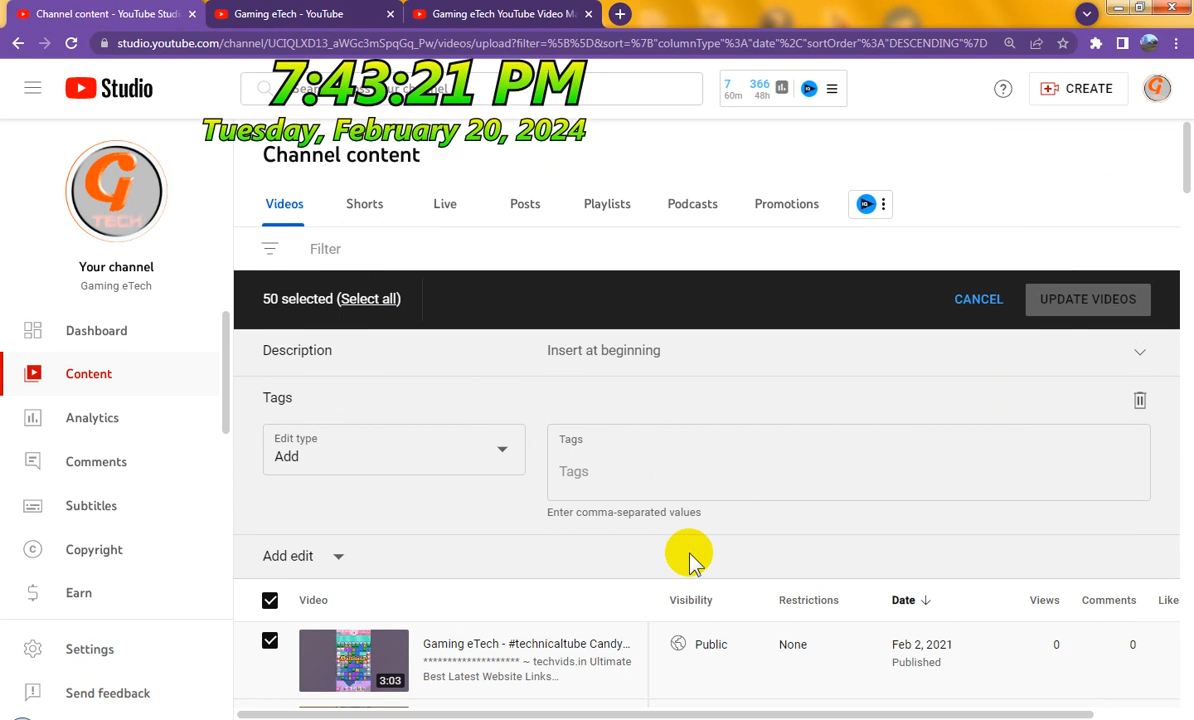 Channel content - YouTube Studi
Gaming eTech - YouTube
Gaming eTech YouTube Video Ma
studio.youtube.com/channel/UCIQLXD13_aWGc3mSpqGq_Pw/videos/upload?filter=%5B%5D&sort=%7B"columnType"%3A"date"%2C"sortOrder"%3A"DESCENDING"%7D
Studio
7:43:21 PM
7 60m
366 48h
CREATE
Tuesday, February 20, 2024
G TECH
Your channel
Gaming eTech
Dashboard
Content
Analytics
Comments
Subtitles
Copyright
Earn
Settings
Send feedback
Channel content
Videos Shorts Live Posts Playlists Podcasts Promotions
Filter
50 selected (Select all)
CANCEL
UPDATE VIDEOS
Description
Insert at beginning
Tags
Edit type
Add
Tags
Tags
Enter comma-separated values
Add edit
Video Visibility Restrictions Date Views Comments Like
3:03
Gaming eTech - #technicaltube Candy...
******************** ~ techvids.in Ultimate
Best Latest Website Links...
Public
None
Feb 2, 2021
Published
0
0